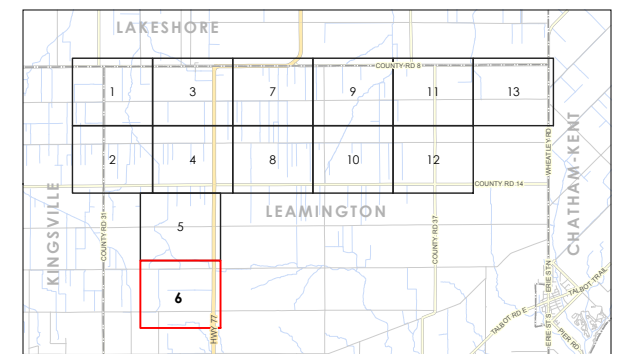 LAKESHORE
COUNTY RD 8
1 3 7 9 11 13
2 4 8 10 12
COUNTY RD 14
5
6
LEAMINGTON
KINGSVILLE
CHATHAM-KENT
COUNTY RD 31
HWY 77
COUNTY RD 37
WHEATLEY RD
ERIE ST N
ERIE ST S
TALBOT TRAIL
TALBOT RD E
PIER RD